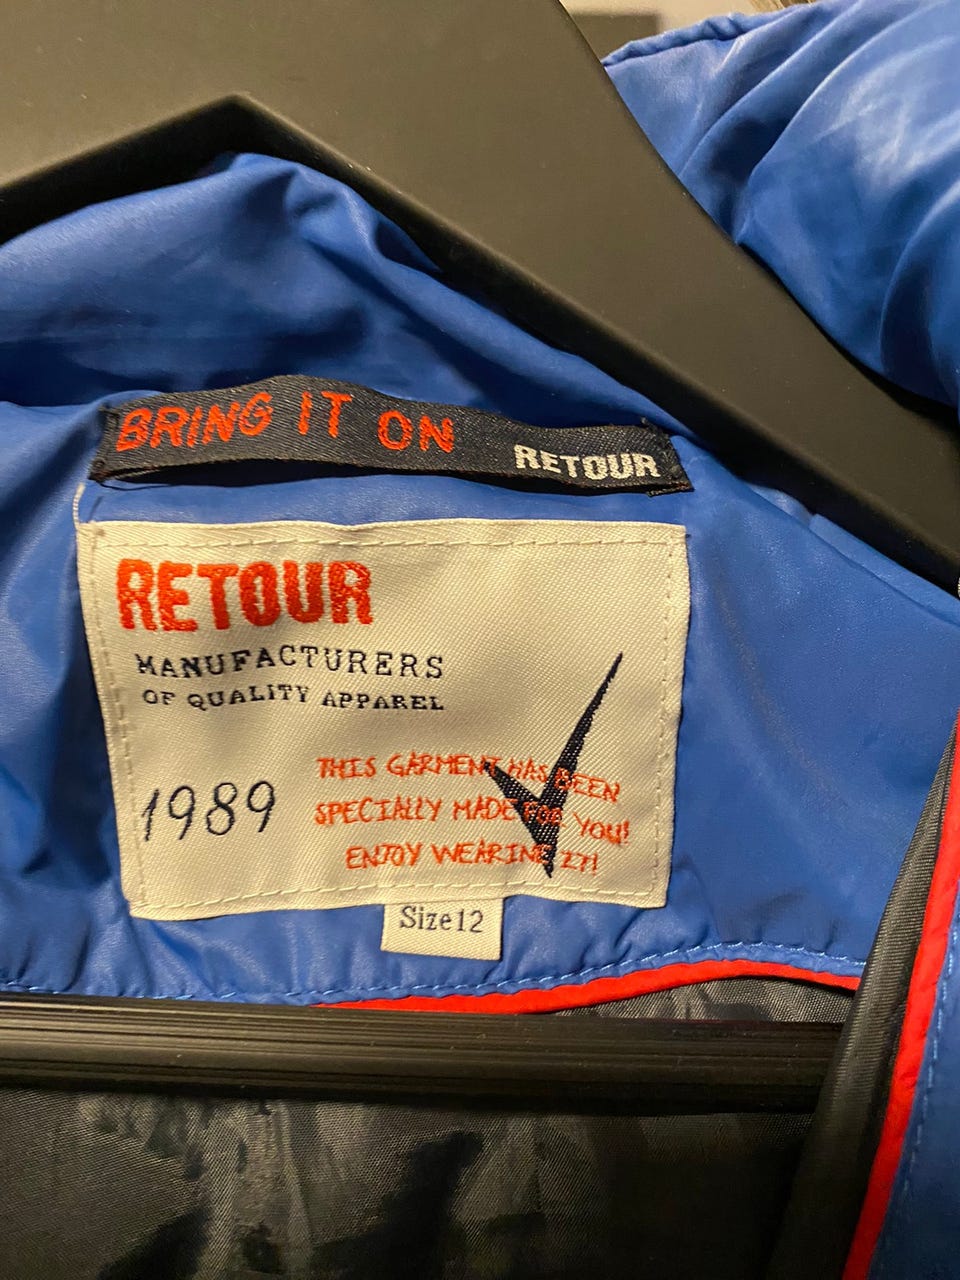 BRING IT ON RETOUR
RETOUR
MANUFACTURERS
OF QUALITY APPAREL
1989
THIS GARMENT HAS BEEN
SPECIALLY MADE FOR YOU!
ENJOY WEARING IT!
Size12